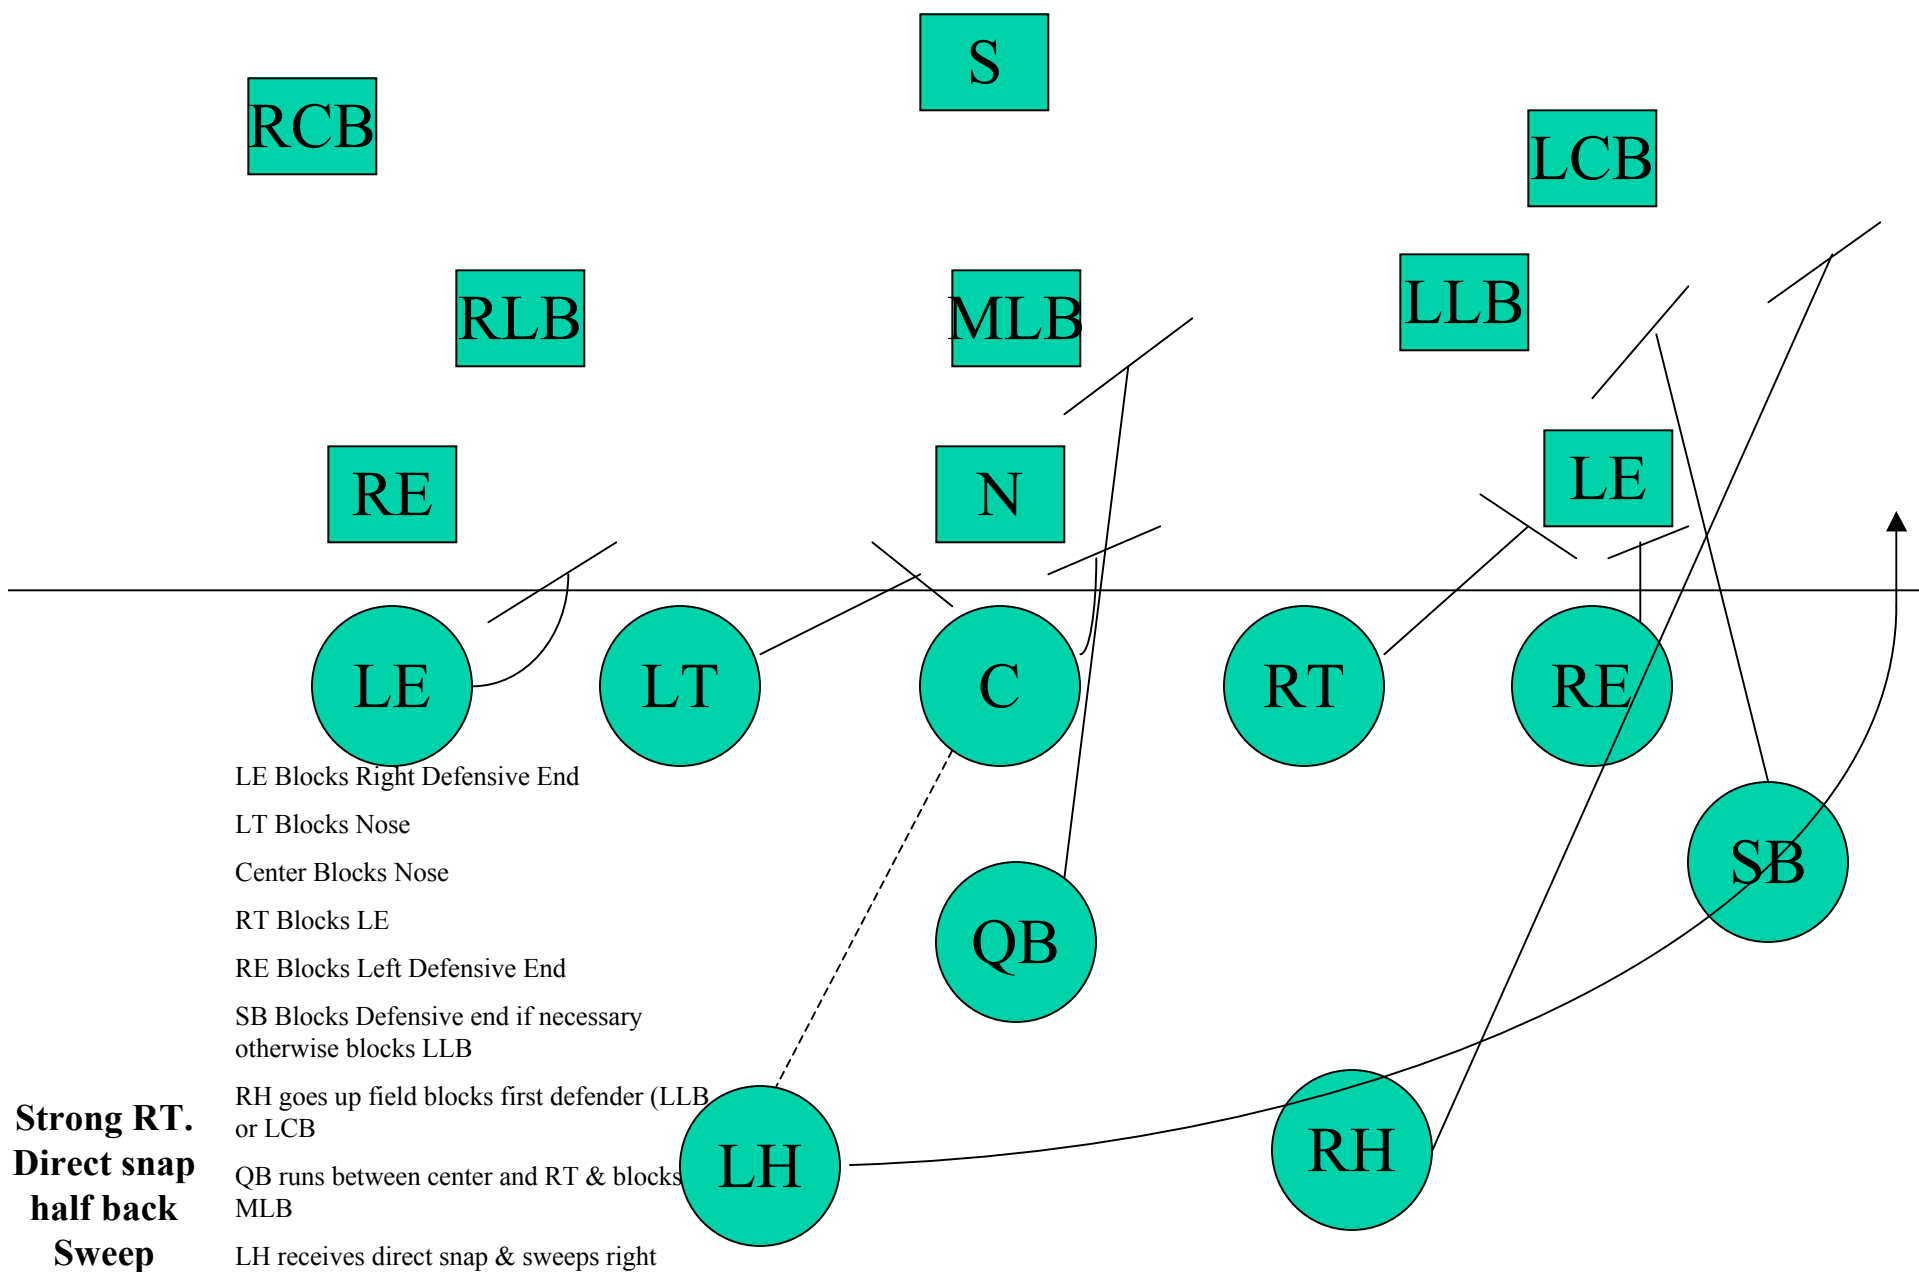 S
RCB
LCB
LLB
RLB
MLB
LE
RE
N
LE
LT
C
RT
RE
LE Blocks Right Defensive End
LT Blocks Nose
Center Blocks Nose
SB
RT Blocks LE
QB
RE Blocks Left Defensive End
SB Blocks Defensive end if necessary
otherwise blocks LLB
RH goes up field blocks first defender (LLB
or LCB
QB runs between center and RT & blocks
MLB
LH receives direct snap & sweeps right
LH
RH
Strong RT.
Direct snap
half back
Sweep